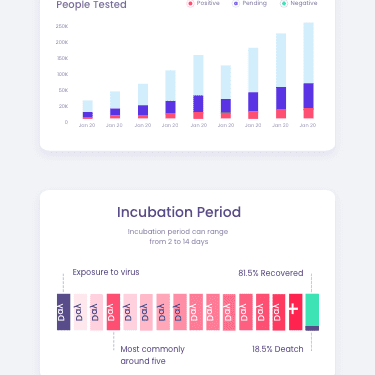 People Tested
Positive Pending Negative
250K
200K
150K
100K
50K
20K
0
Jan 20 Jan 20 Jan 20 Jan 20 Jan 20 Jan 20 Jan 20 Jan 20 Jan 20
Incubation Period
Incubation period can range
from 2 to 14 days
Exposure to virus
81.5% Recovered
Day Day Day Day Day Day Day Day Day Day Day Day Day Day +
Most commonly
around five
18.5% Deatch